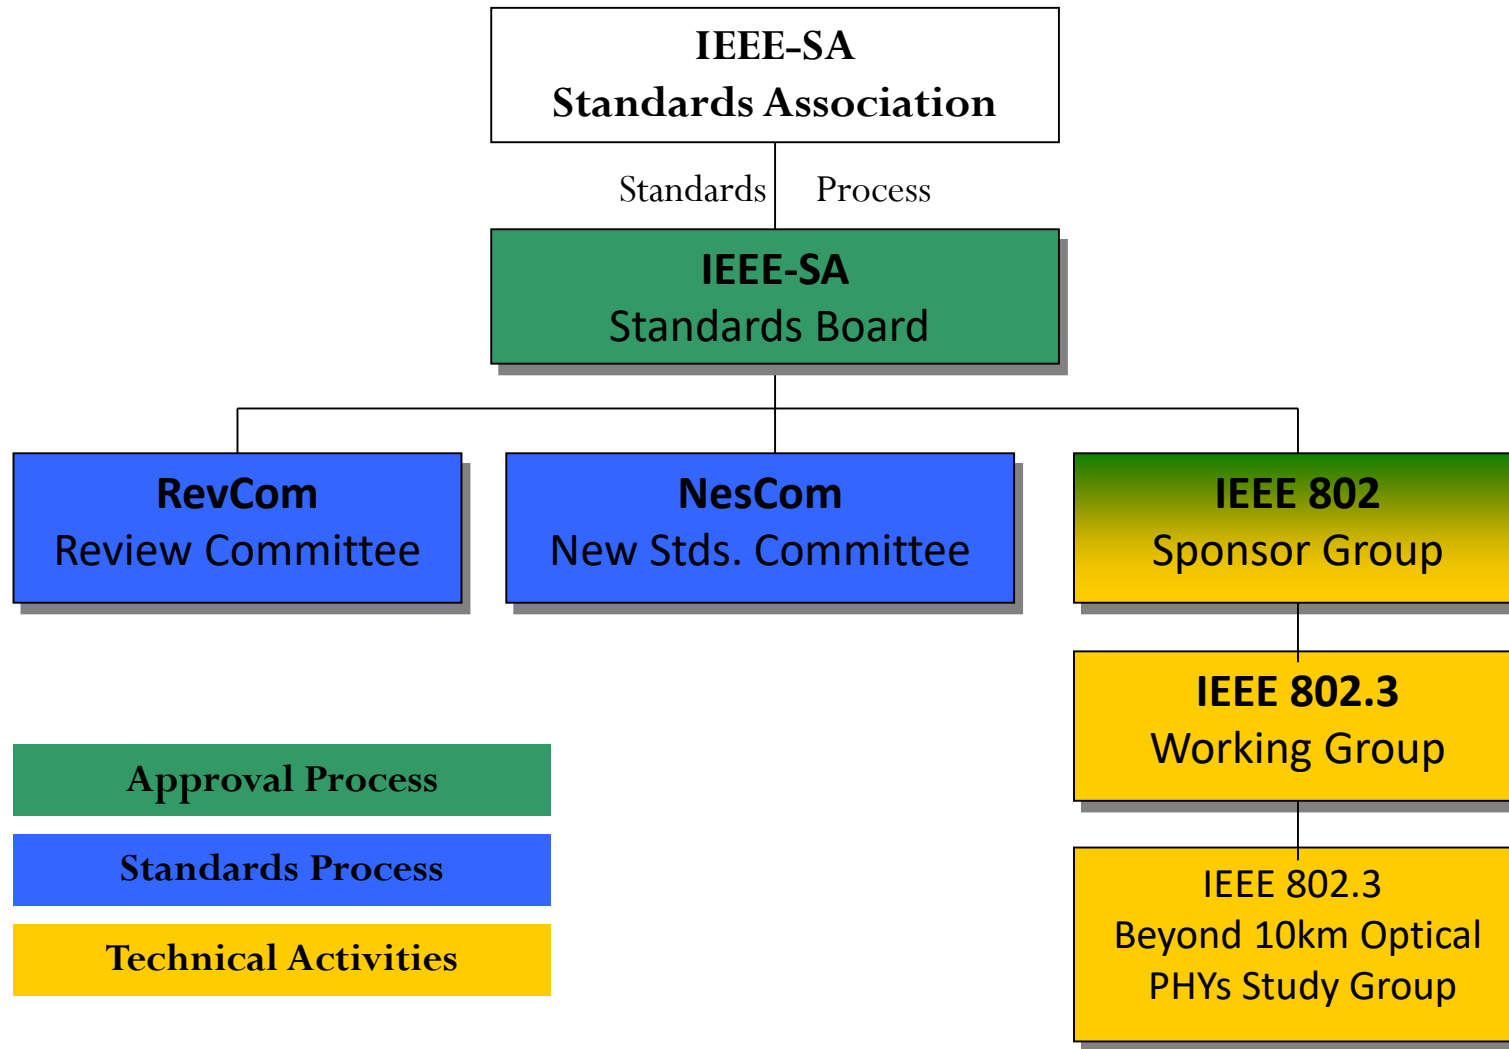 IEEE-SA
Standards Association
Standards Process
IEEE-SA
Standards Board
RevCom
Review Committee
NesCom
New Stds. Committee
IEEE 802
Sponsor Group
IEEE 802.3
Working Group
IEEE 802.3
Beyond 10km Optical
PHYs Study Group
Approval Process
Standards Process
Technical Activities